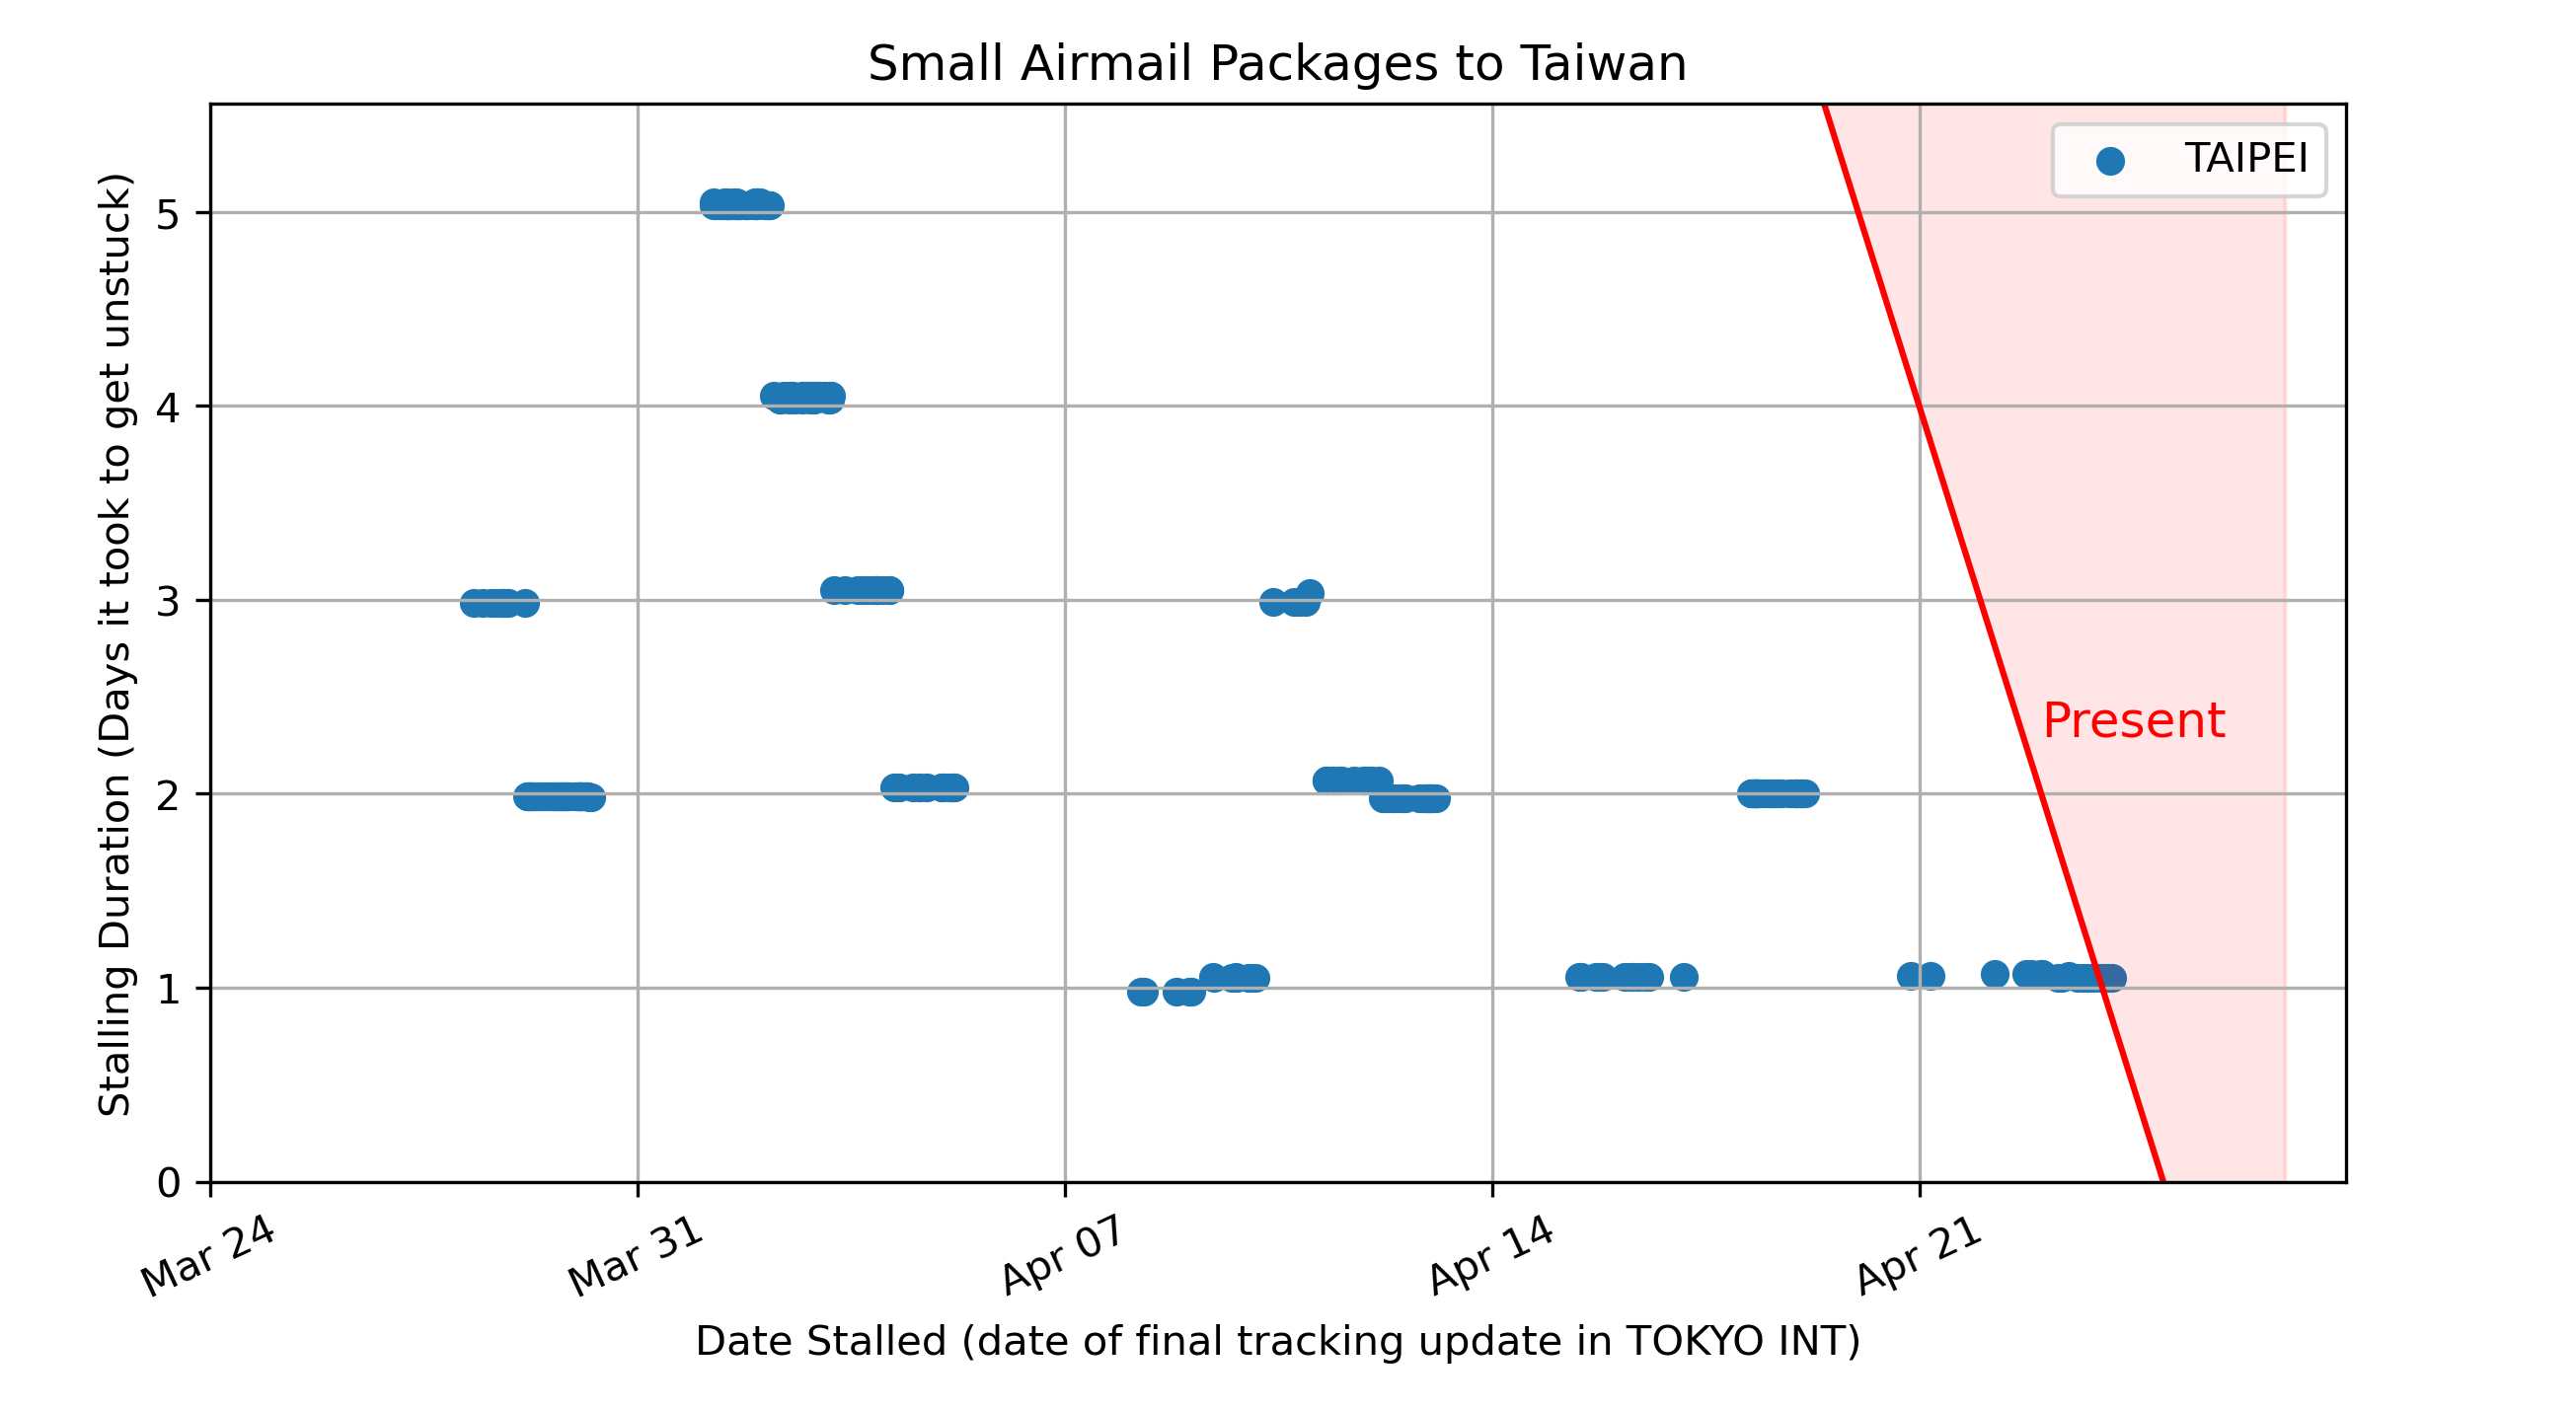 Small Airmail Packages to Taiwan
TAIPEI
Stalling Duration (Days it took to get unstuck)
5
4
3
2
1
0
Present
Mar 24
Mar 31
Apr 07
Apr 14
Apr 21
Date Stalled (date of final tracking update in TOKYO INT)